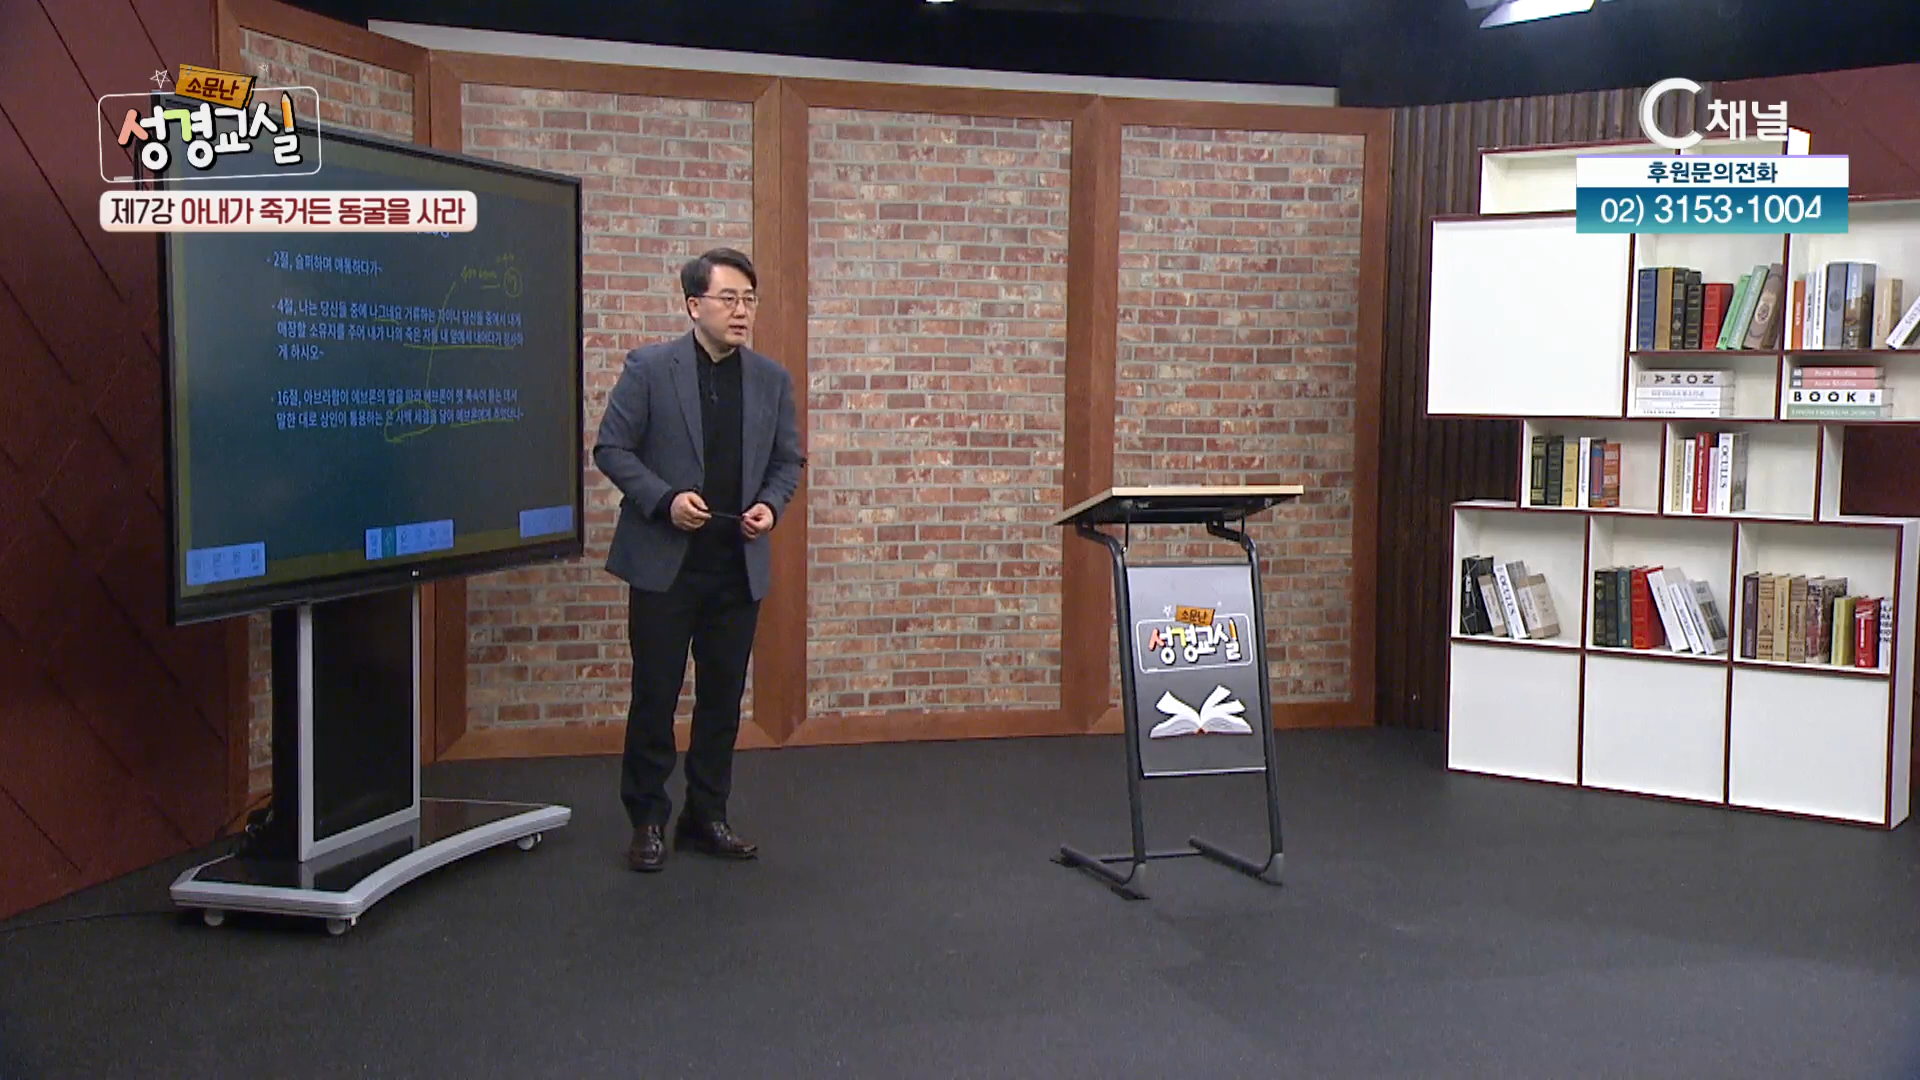 소문난
성경교실
제7강 아내가 죽거든 동굴을 사라
C채널
후원문의전화
02) 3153·1004
· 2절, 슬퍼하며 애통하다가~
· 4절, 나는 당신들 중에 나그네요 거류하는 자이니 당신들 중에서 내게
매장할 소유지를 주어 내가 나의 죽은 자를 내 앞에서 내어다가 장사하
게 하시오~
· 16절, 아브라함이 에브론의 말을 따라 에브론이 헷 족속이 듣는 데서
말한 대로 상인이 통용하는 은 사백 세겔을 달아 에브론에게 주었더니~
LG
소문난
성경교실
NOMA
BOOK
OCULUS
OCULUS